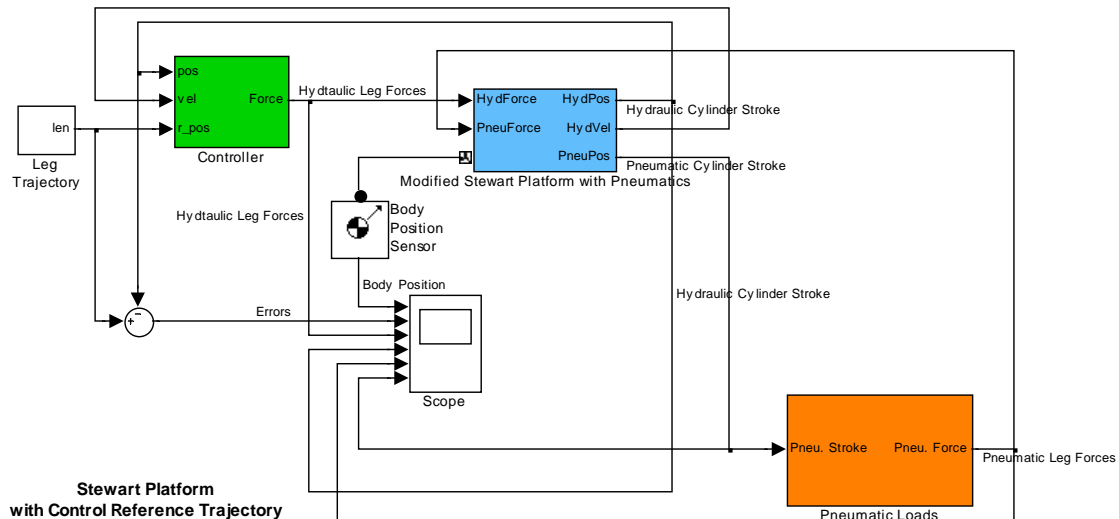 pos
Hydtaulic Leg Forces
HydForce
HydPos
Hydraulic Cylinder Stroke
vel
Force
len
r_pos
PneuForce
HydVel
Leg
Trajectory
Controller
PneuPos
Pneumatic Cylinder Stroke
Modified Stewart Platform with Pneumatics
Hydtaulic Leg Forces
Body
Position
Sensor
Body Position
Hydraulic Cylinder Stroke
Errors
Scope
Pneu. Stroke
Pneu. Force
Pneumatic Leg Forces
Stewart Platform
with Control Reference Trajectory
Pneumatic Loads